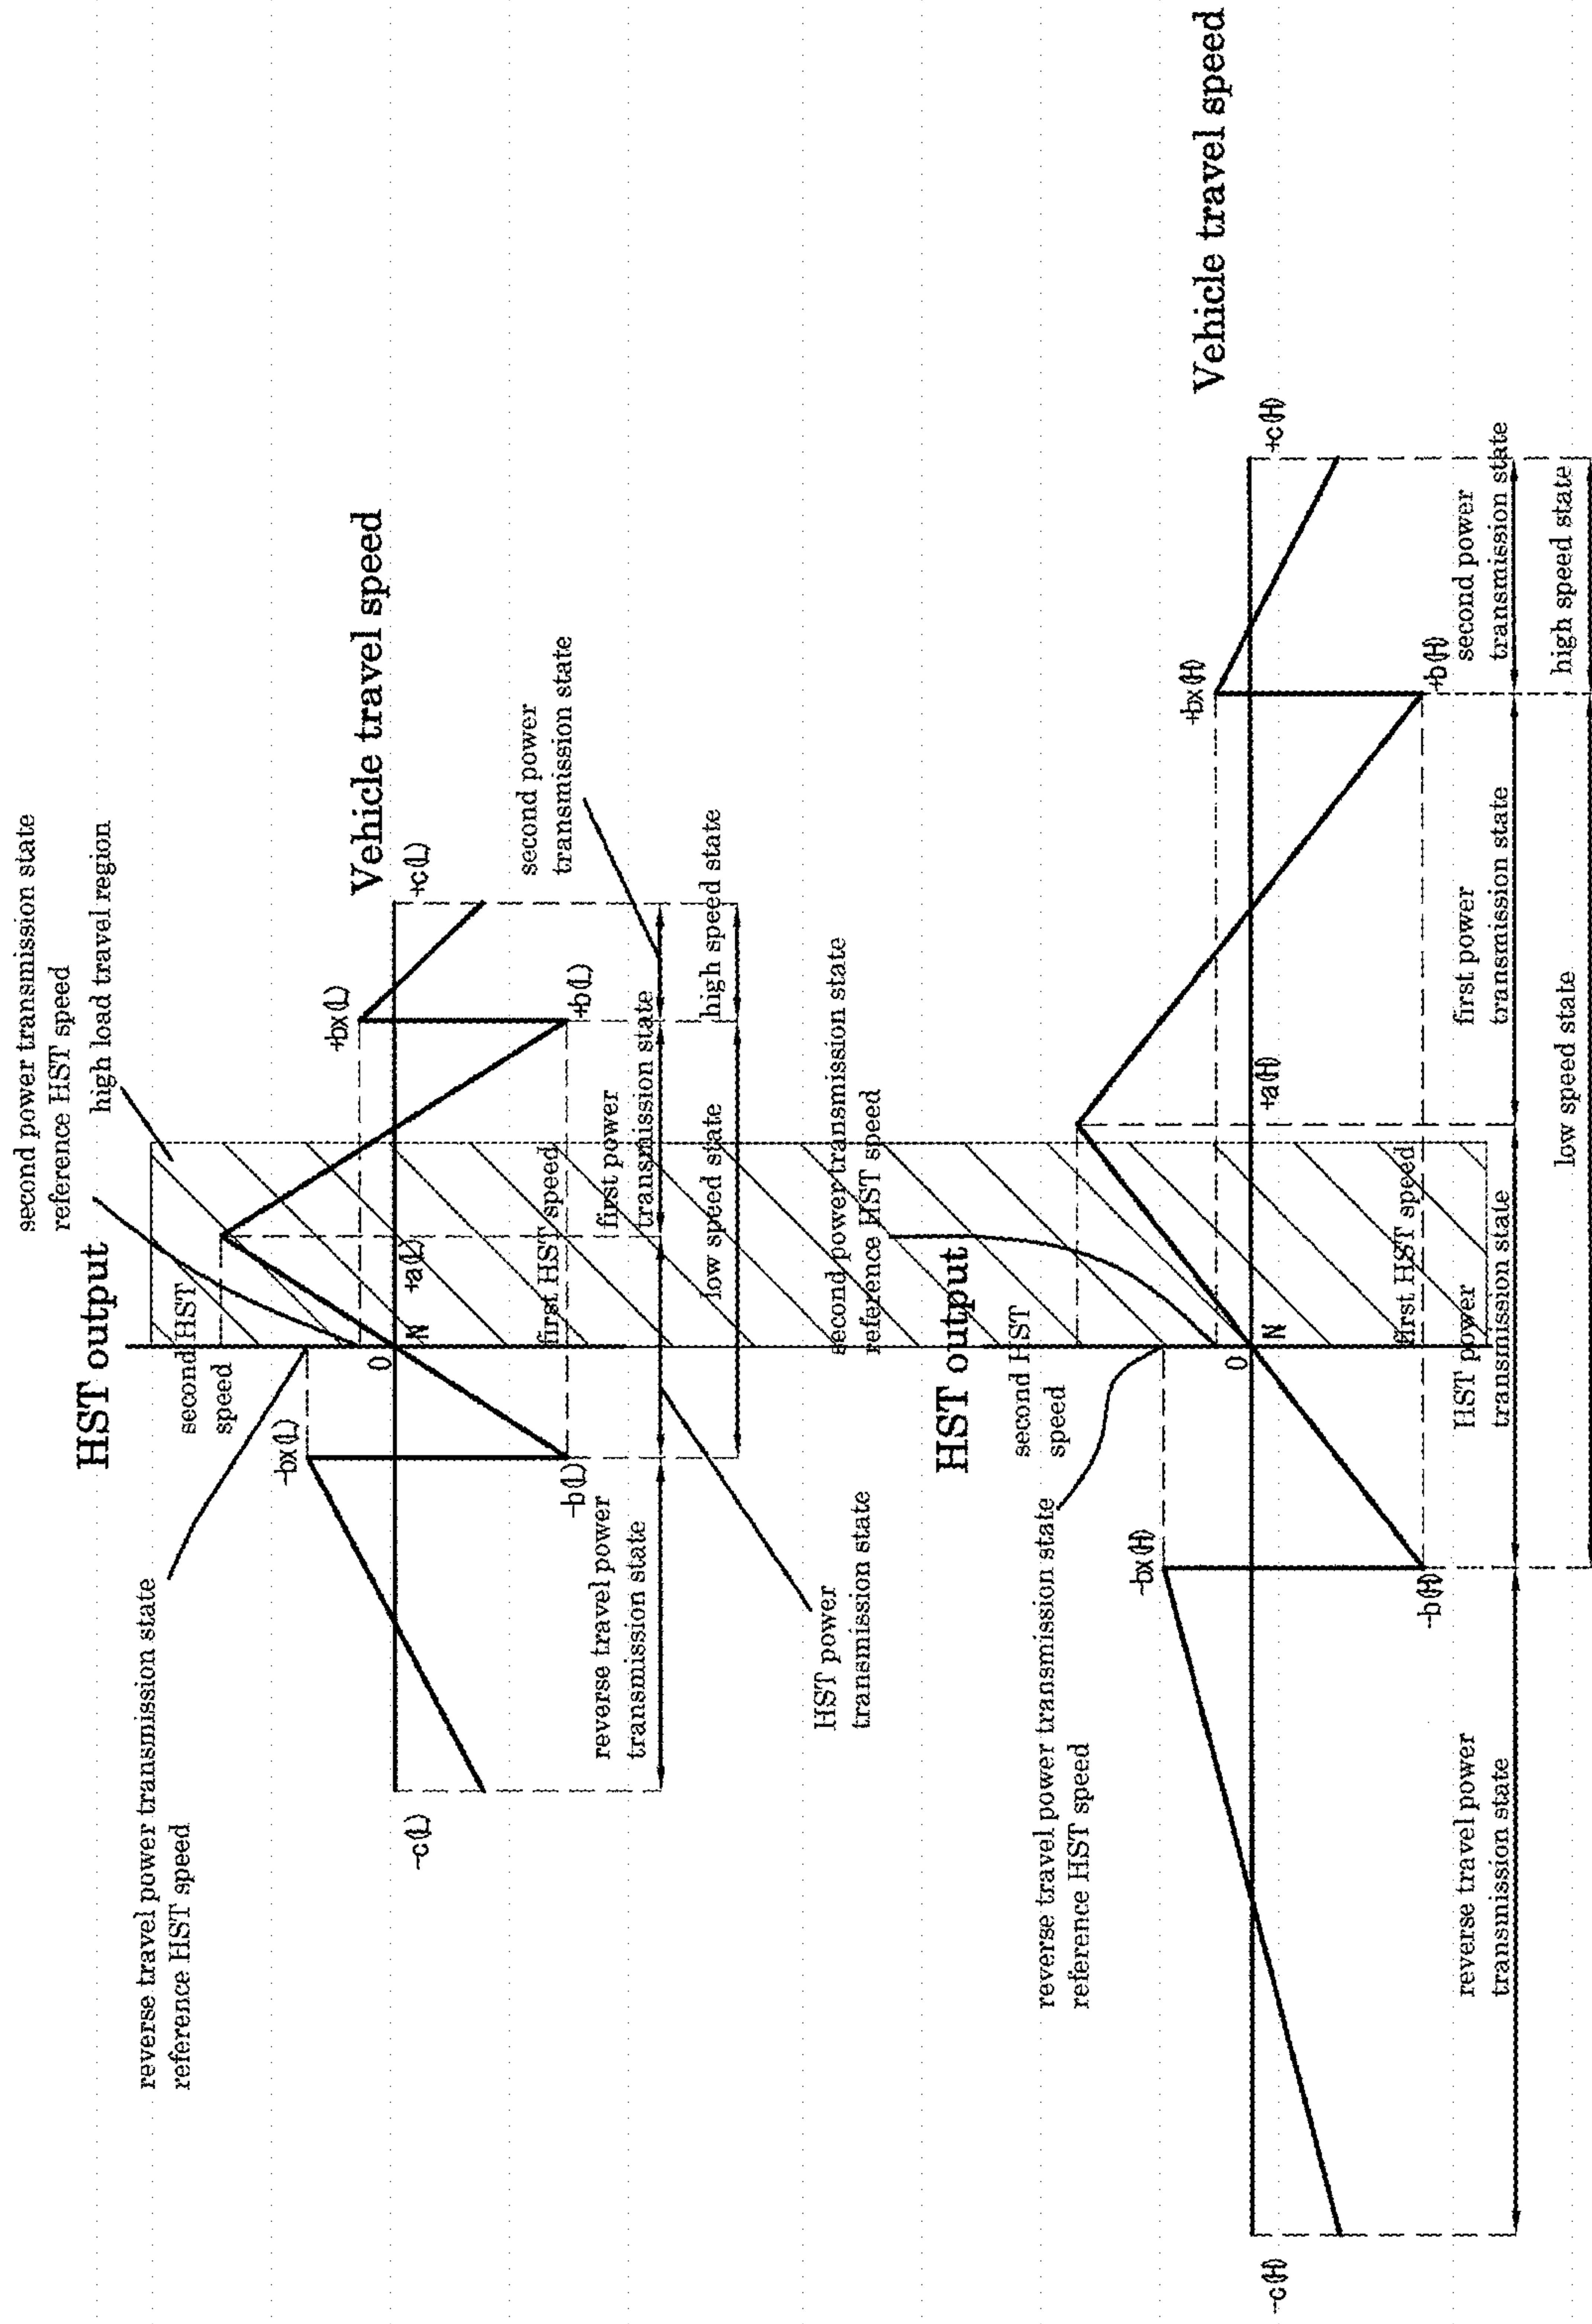 second power transmission state
reference HST speed
high load travel region
HST output
second HST
speed
reverse travel power transmission state
reference HST speed
Vehicle travel speed
-bx(L)
+bx(L)
-c(L)
0
N
+a(L)
+c(L)
-b(L)
+b(L)
first HST speed
second power
transmission state
reverse travel power
transmission state
first power
transmission state
low speed state
high speed state
HST power
transmission state
second power transmission state
reference HST speed
HST output
second HST
speed
reverse travel power transmission state
reference HST speed
Vehicle travel speed
-bx(H)
+bx(H)
-c(H)
0
N
+a(H)
+c(H)
-b(H)
+b(H)
first HST speed
reverse travel power
transmission state
HST power
transmission state
first power
transmission state
second power
transmission state
low speed state
high speed state